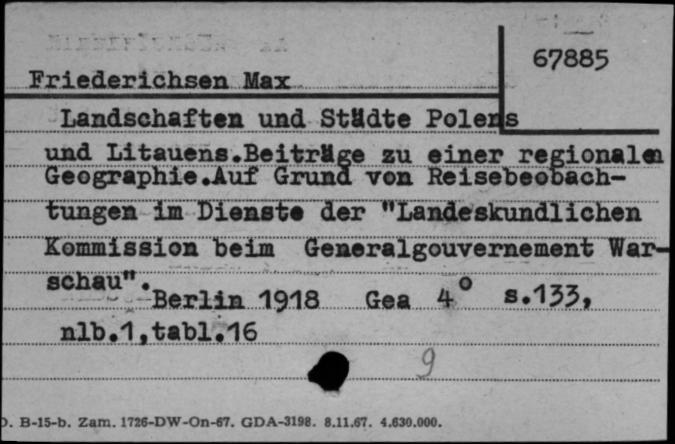 67885
Friederichsen Max
Landschaften und Städte Polens
und Litauens.Beiträge zu einer regionalen
Geographie.Auf Grund von Reisebeobach-
tungen im Dienste der "Landeskundlichen
Kommission beim Generalgouvernement War-
schau".
Berlin 1918 Gea 4° s.133,
nlb.1,tabl.16
9
D. B-15-b. Zam. 1726-DW-On-67. GDA-3198. 8.11.67. 4.630.000.